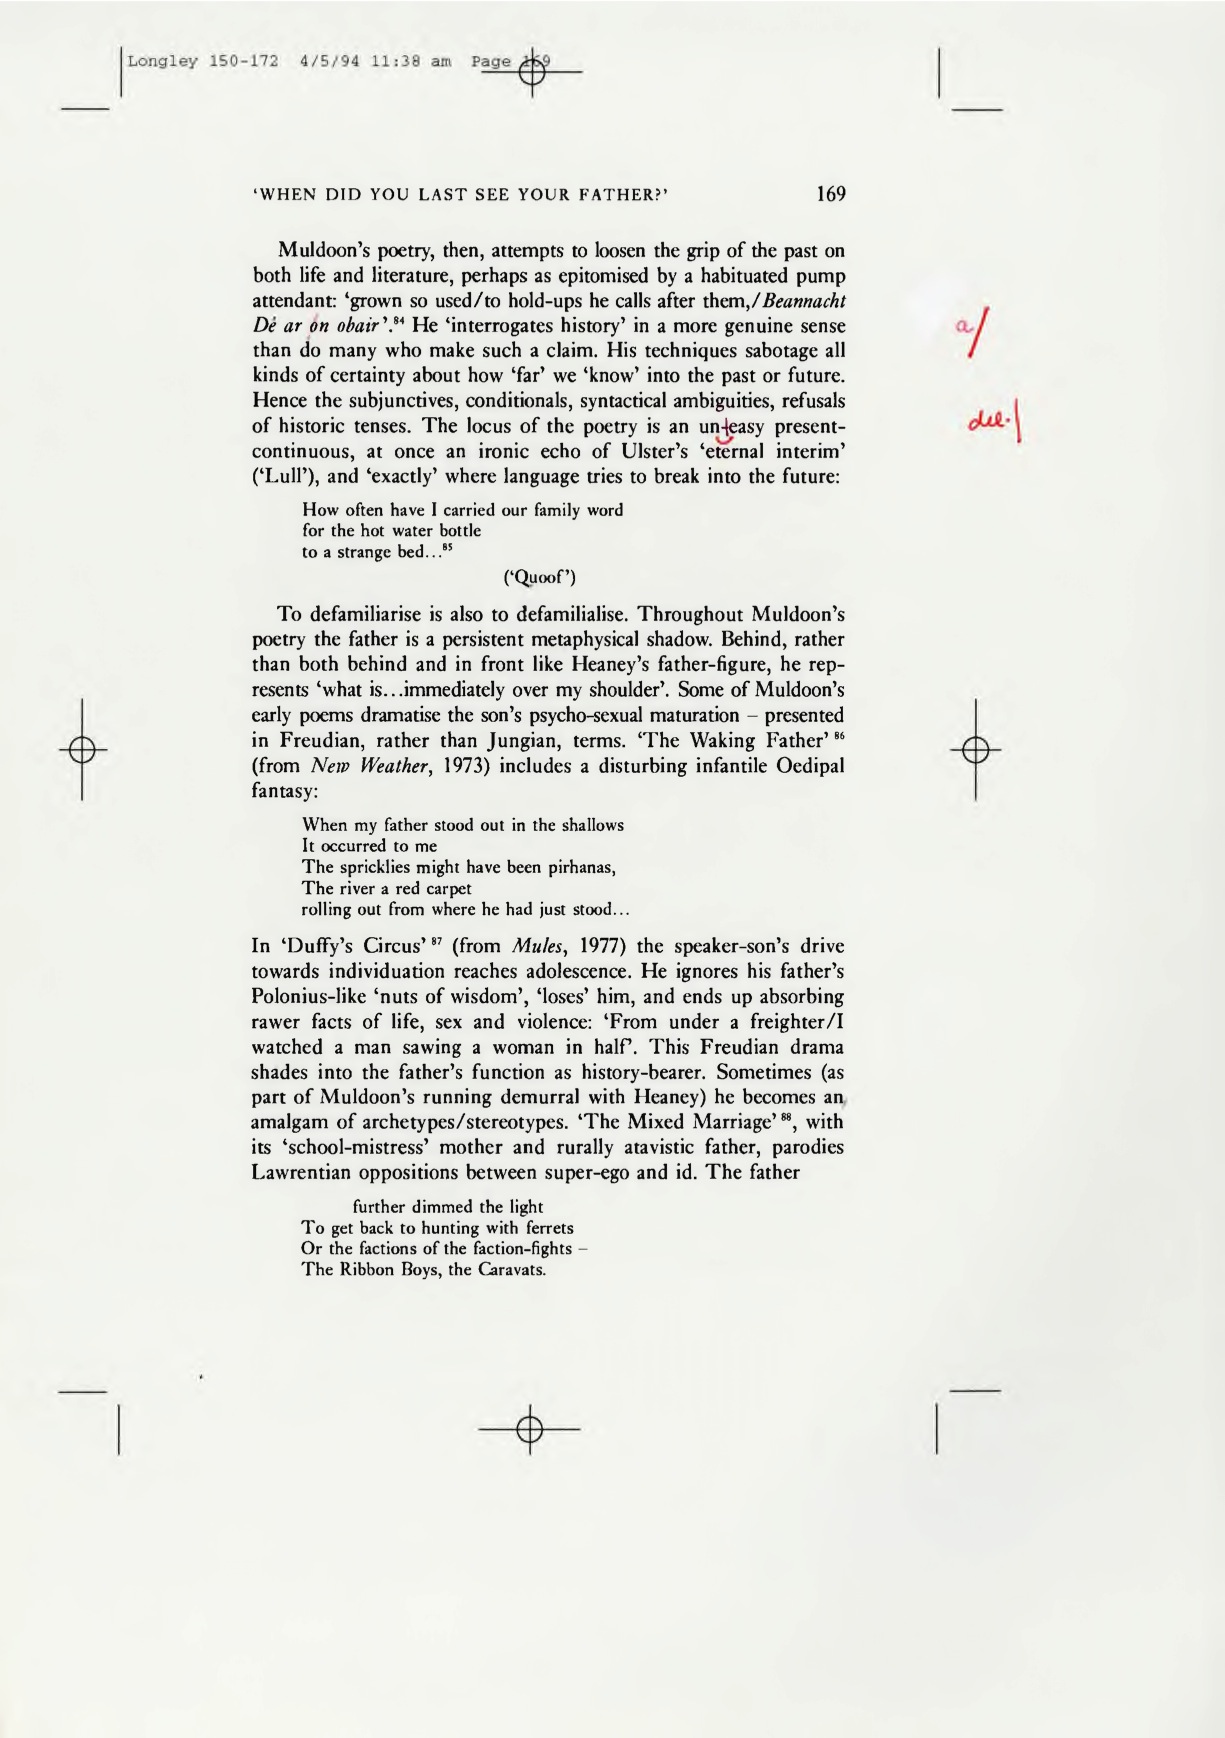 Longley 150-172 4/5/94 11:38 am Page 169
'WHEN DID YOU LAST SEE YOUR FATHER?' 169
Muldoon's poetry, then, attempts to loosen the grip of the past on
both life and literature, perhaps as epitomised by a habituated pump
attendant: 'grown so used/to hold-ups he calls after them,/Beannacht
Dé ar ón obair'.⁸⁴ He 'interrogates history' in a more genuine sense
than do many who make such a claim. His techniques sabotage all
kinds of certainty about how 'far' we 'know' into the past or future.
Hence the subjunctives, conditionals, syntactical ambiguities, refusals
of historic tenses. The locus of the poetry is an un-easy present-
continuous, at once an ironic echo of Ulster's 'eternal interim'
('Lull'), and 'exactly' where language tries to break into the future:
How often have I carried our family word
for the hot water bottle
to a strange bed...⁸⁵
('Quoof')
To defamiliarise is also to defamilialise. Throughout Muldoon's
poetry the father is a persistent metaphysical shadow. Behind, rather
than both behind and in front like Heaney's father-figure, he rep-
resents 'what is...immediately over my shoulder'. Some of Muldoon's
early poems dramatise the son's psycho-sexual maturation – presented
in Freudian, rather than Jungian, terms. 'The Waking Father' ⁸⁶
(from New Weather, 1973) includes a disturbing infantile Oedipal
fantasy:
When my father stood out in the shallows
It occurred to me
The spricklies might have been pirhanas,
The river a red carpet
rolling out from where he had just stood...
In 'Duffy's Circus' ⁸⁷ (from Mules, 1977) the speaker-son's drive
towards individuation reaches adolescence. He ignores his father's
Polonius-like 'nuts of wisdom', 'loses' him, and ends up absorbing
rawer facts of life, sex and violence: 'From under a freighter/I
watched a man sawing a woman in half'. This Freudian drama
shades into the father's function as history-bearer. Sometimes (as
part of Muldoon's running demurral with Heaney) he becomes an
amalgam of archetypes/stereotypes. 'The Mixed Marriage' ⁸⁸, with
its 'school-mistress' mother and rurally atavistic father, parodies
Lawrentian oppositions between super-ego and id. The father
further dimmed the light
To get back to hunting with ferrets
Or the factions of the faction-fights –
The Ribbon Boys, the Caravats.
a/
del.|